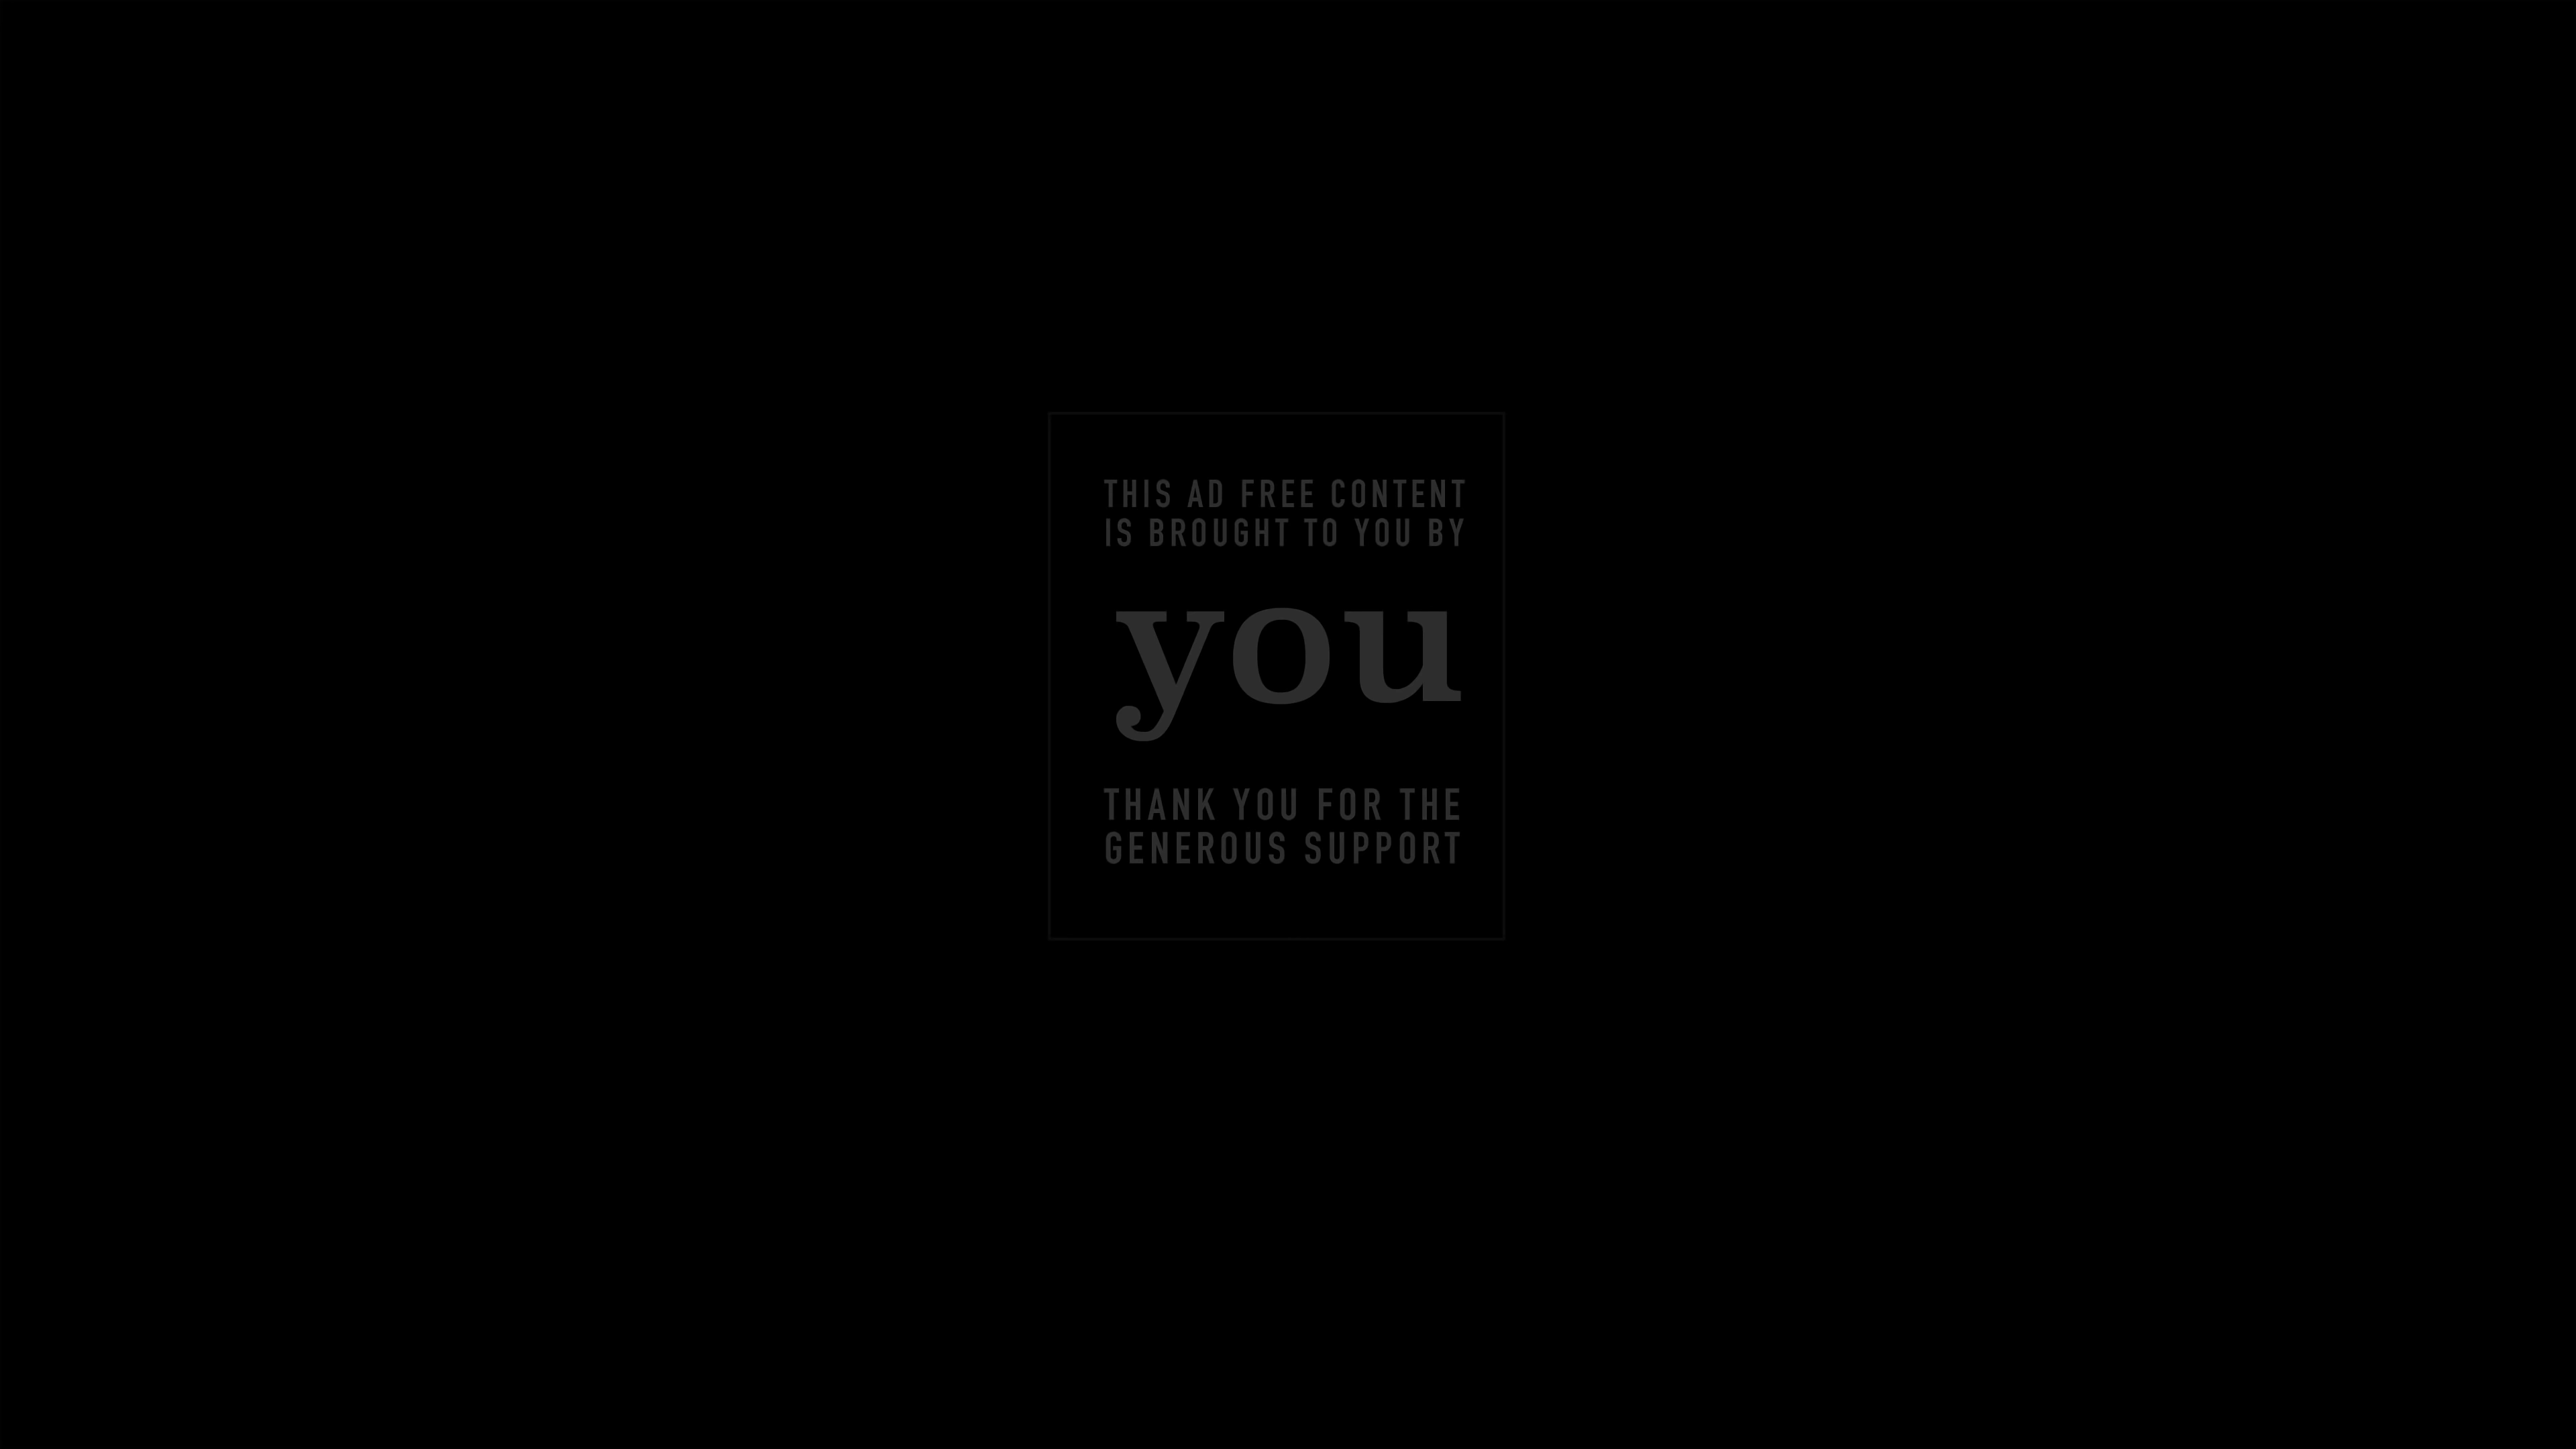 THIS AD FREE CONTENT
IS BROUGHT TO YOU BY
you
THANK YOU FOR THE
GENEROUS SUPPORT